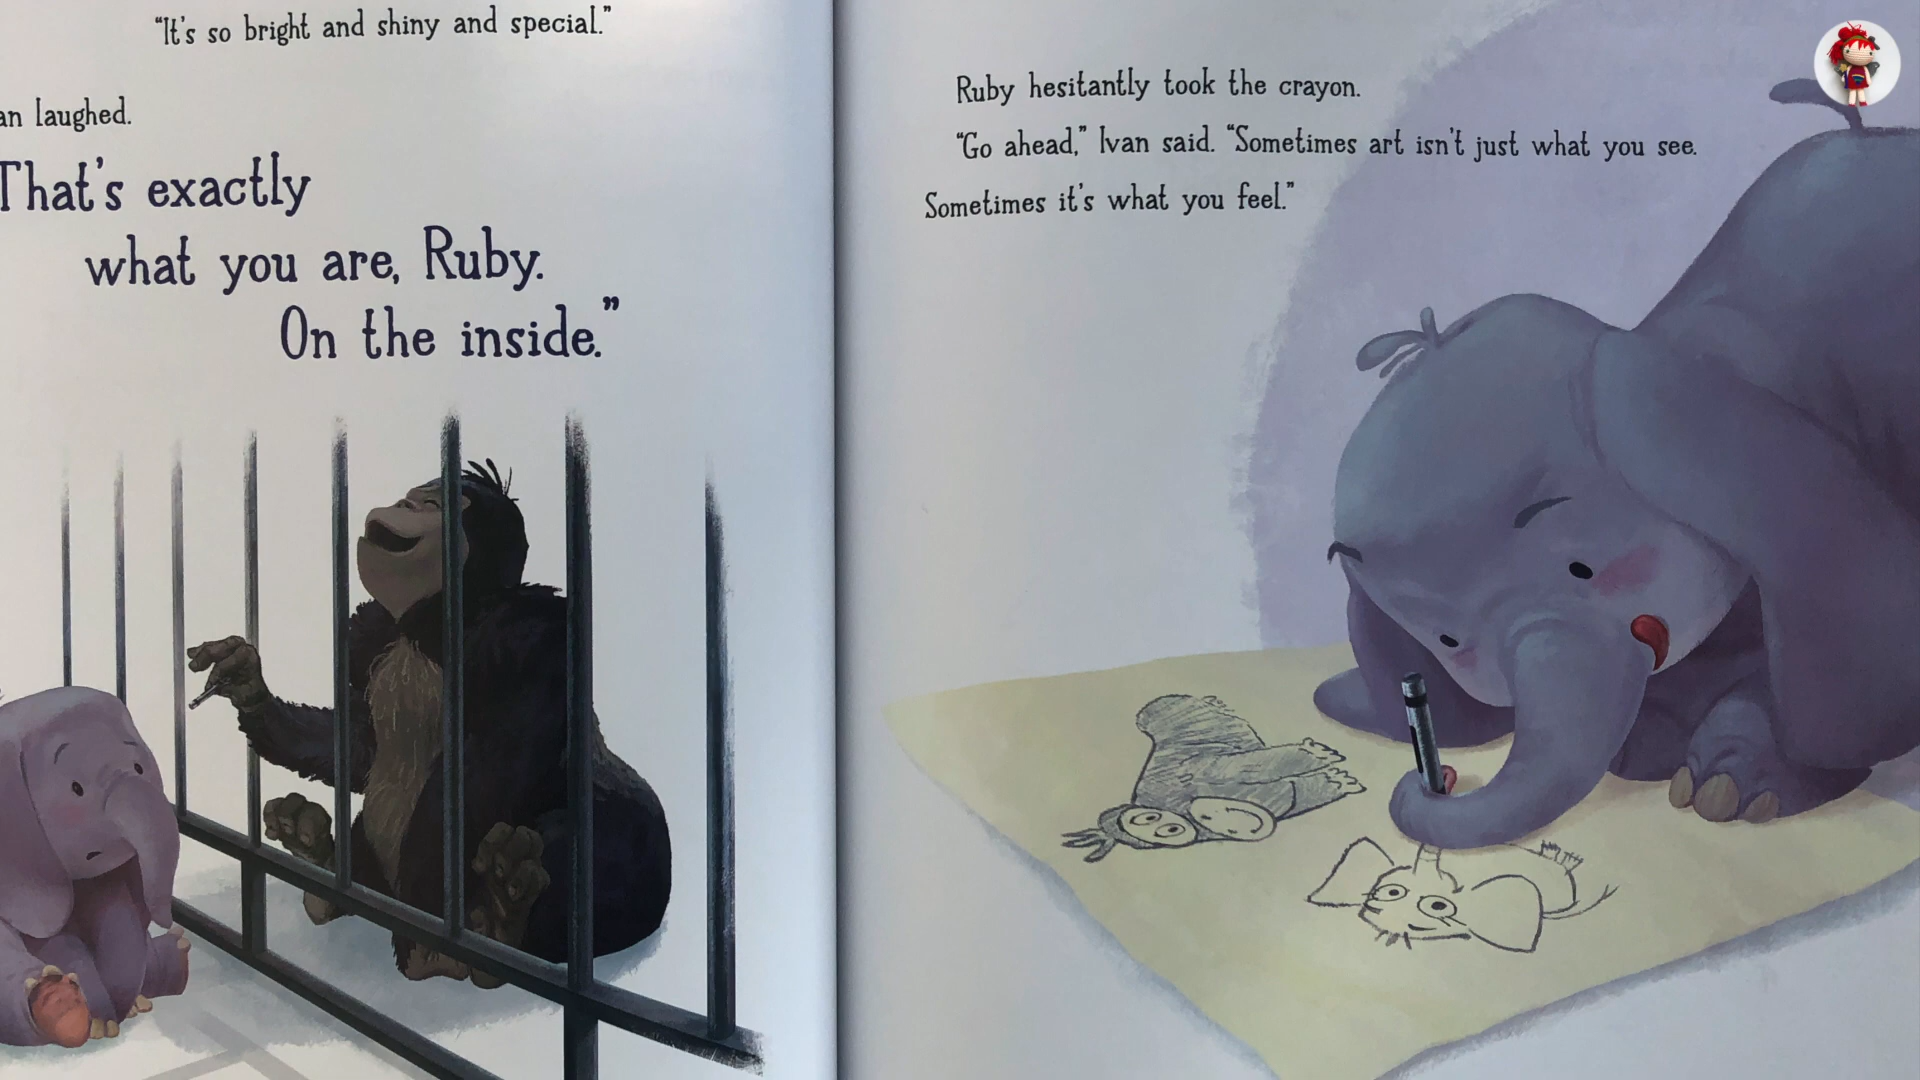 “It's so bright and shiny and special.”
an laughed.
That's exactly
what you are, Ruby.
On the inside.”
Ruby hesitantly took the crayon.
“Go ahead,” Ivan said. “Sometimes art isn't just what you see.
Sometimes it's what you feel.”